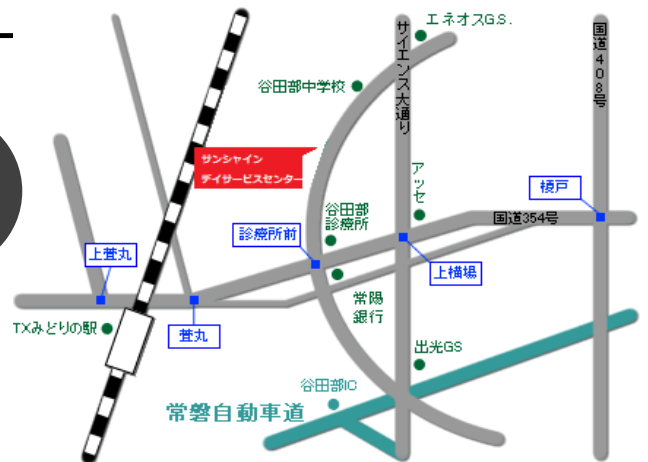 エネオスG.S.
サイエンス大通り
国道408号
谷田部中学校
サンシャイン
デイサービスセンター
アッセ
榎戸
谷田部
診療所
国道354号
診療所前
上萱丸
上横場
常陽
銀行
TXみどりの駅
萱丸
出光GS
谷田部IC
常磐自動車道